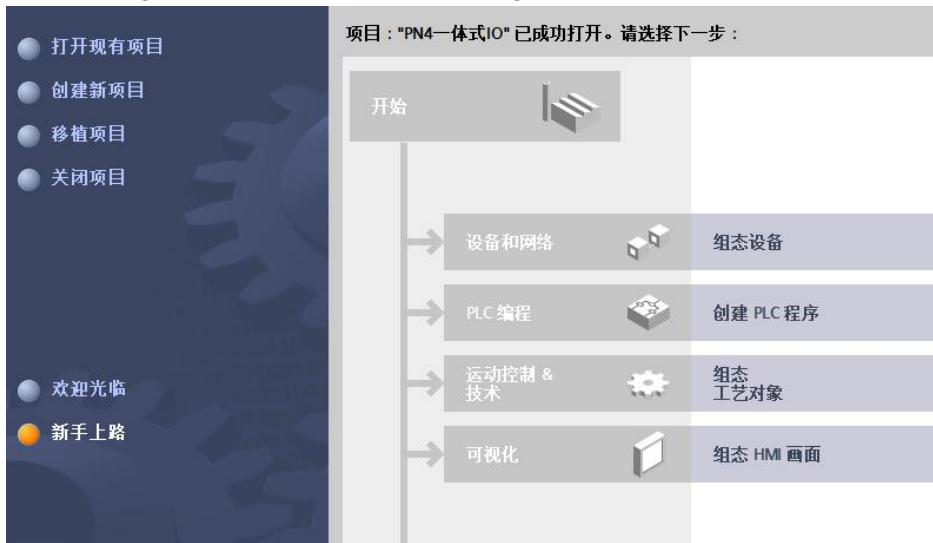 打开现有项目
创建新项目
移植项目
关闭项目
欢迎光临
新手上路
项目："PN4一体式IO" 已成功打开。请选择下一步：
开始
设备和网络
组态设备
PLC 编程
创建 PLC 程序
运动控制 &
技术
组态
工艺对象
可视化
组态 HMI 画面